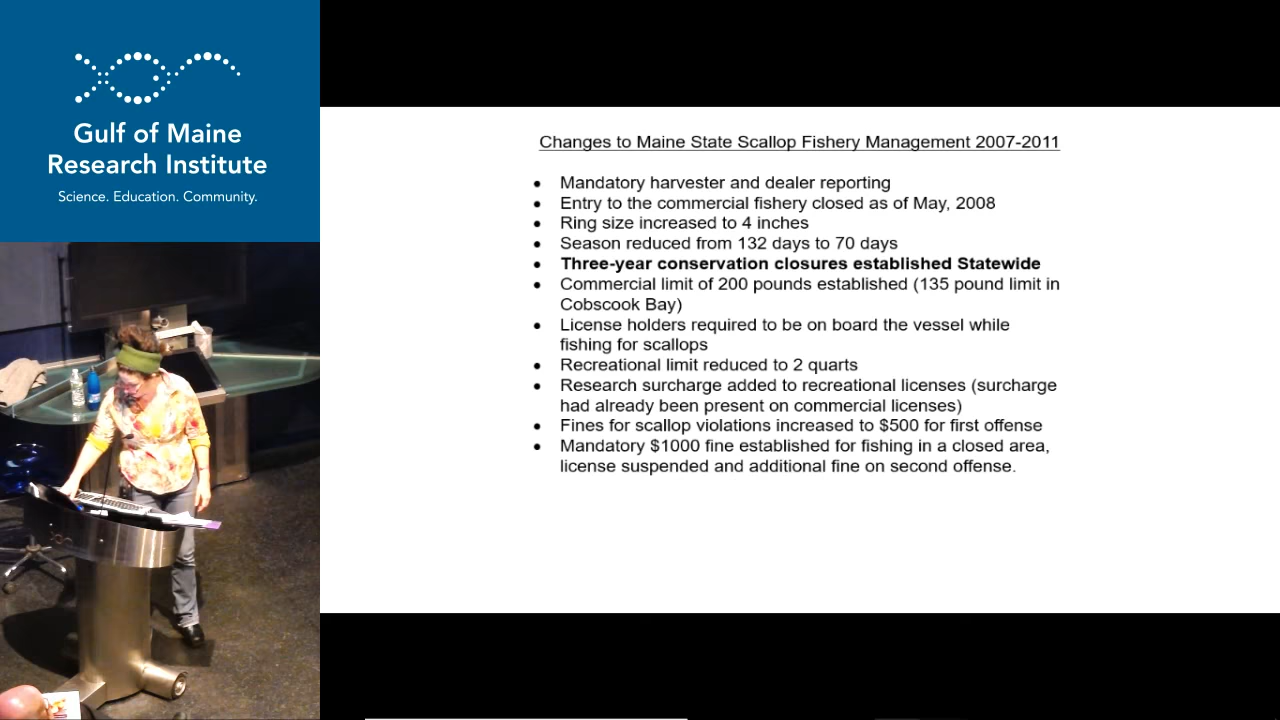 Gulf of Maine
Research Institute
Science. Education. Community.
Changes to Maine State Scallop Fishery Management 2007-2011
• Mandatory harvester and dealer reporting
• Entry to the commercial fishery closed as of May, 2008
• Ring size increased to 4 inches
• Season reduced from 132 days to 70 days
• Three-year conservation closures established Statewide
• Commercial limit of 200 pounds established (135 pound limit in
Cobscook Bay)
• License holders required to be on board the vessel while
fishing for scallops
• Recreational limit reduced to 2 quarts
• Research surcharge added to recreational licenses (surcharge
had already been present on commercial licenses)
• Fines for scallop violations increased to $500 for first offense
• Mandatory $1000 fine established for fishing in a closed area,
license suspended and additional fine on second offense.